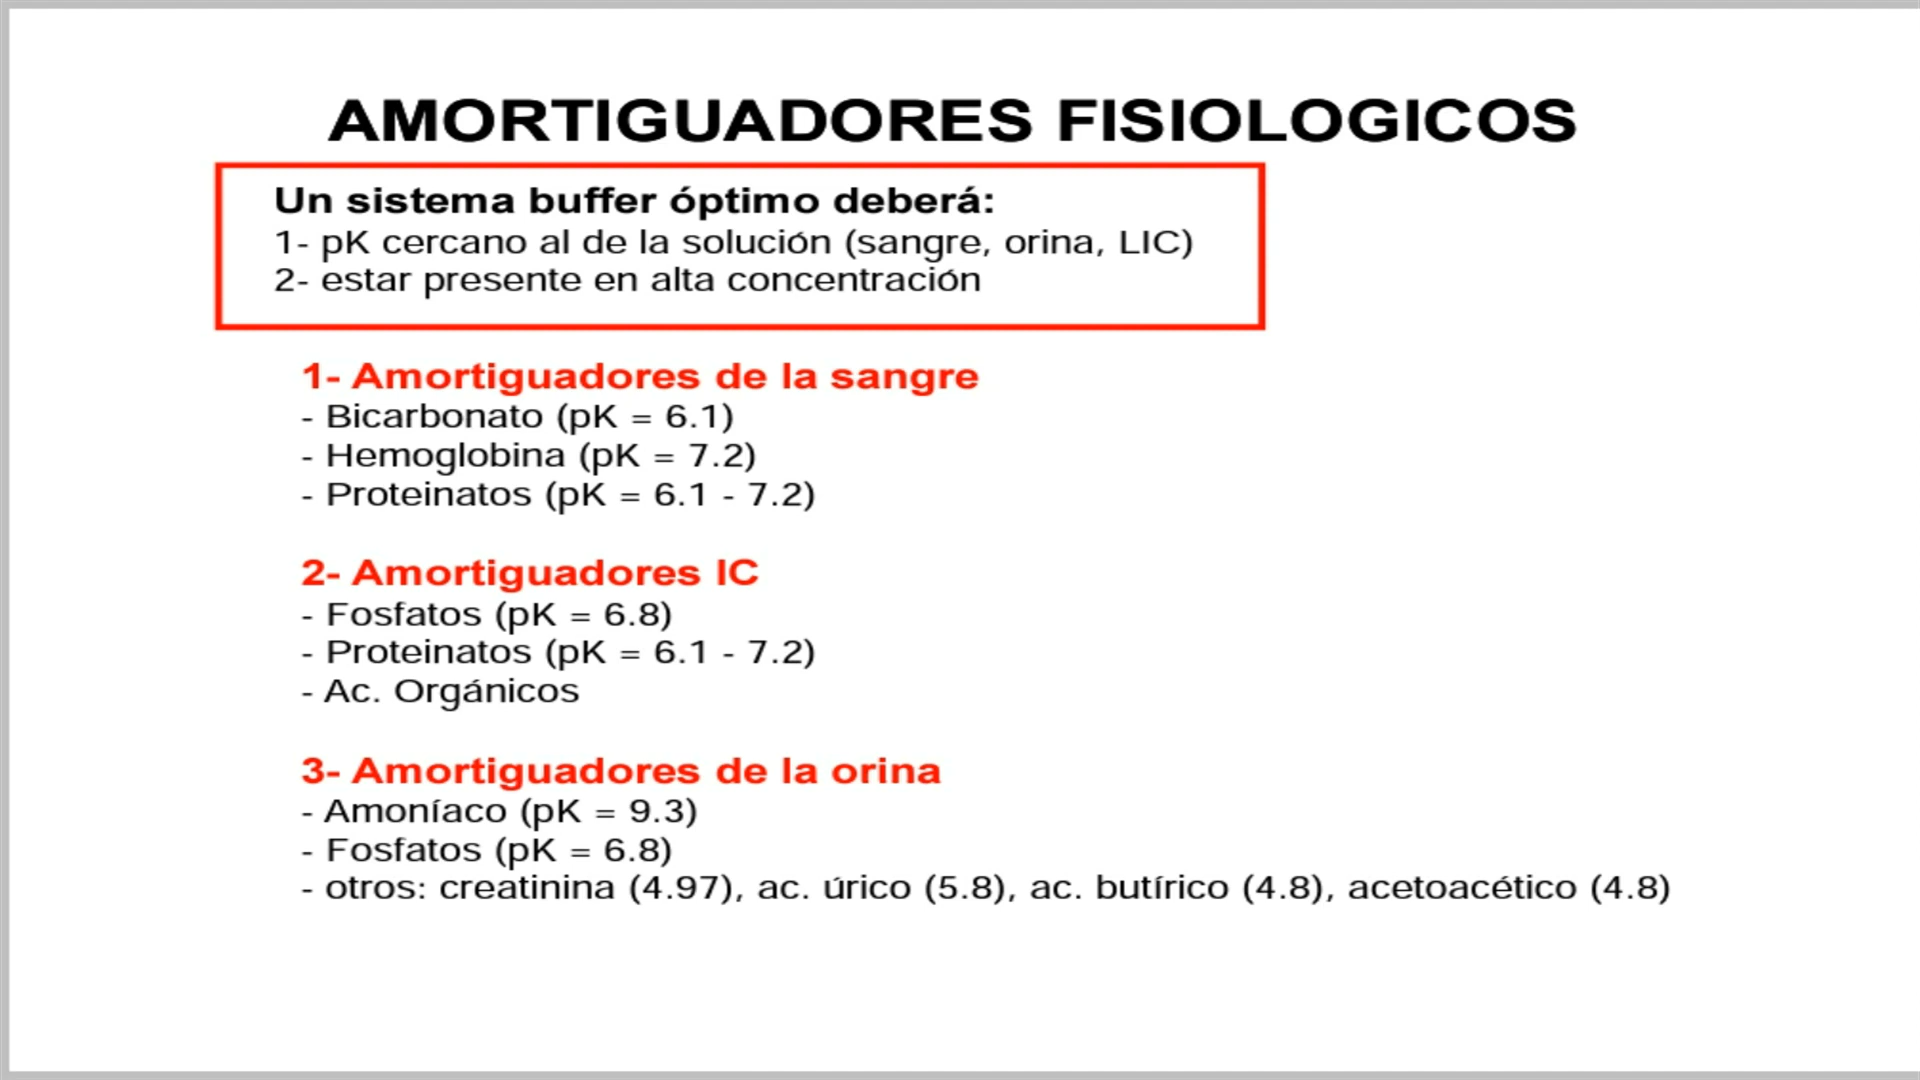 AMORTIGUADORES FISIOLOGICOS
Un sistema buffer óptimo deberá:
1- pK cercano al de la solución (sangre, orina, LIC)
2- estar presente en alta concentración
1- Amortiguadores de la sangre
- Bicarbonato (pK = 6.1)
- Hemoglobina (pK = 7.2)
- Proteinatos (pK = 6.1 - 7.2)
2- Amortiguadores IC
- Fosfatos (pK = 6.8)
- Proteinatos (pK = 6.1 - 7.2)
- Ac. Orgánicos
3- Amortiguadores de la orina
- Amoníaco (pK = 9.3)
- Fosfatos (pK = 6.8)
- otros: creatinina (4.97), ac. úrico (5.8), ac. butírico (4.8), acetoacético (4.8)